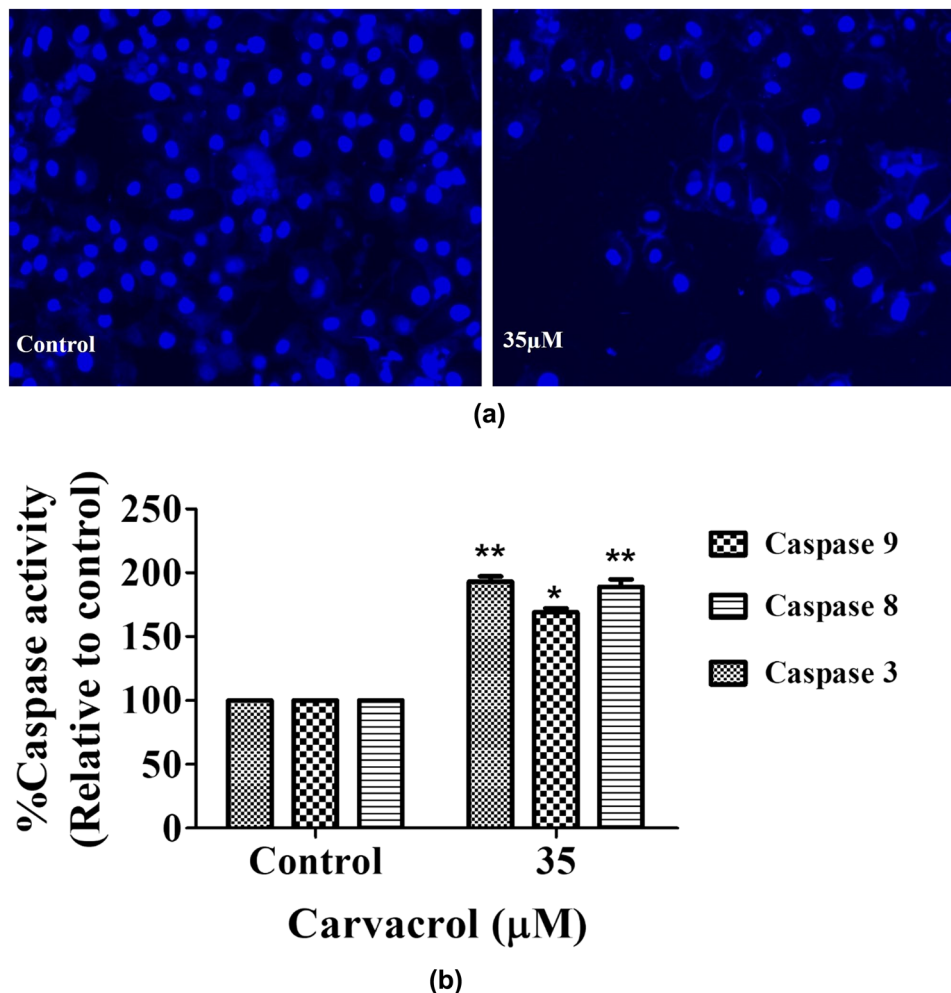 Control
35μM
(a)
%Caspase activity
(Relative to control)
250
200
150
100
50
0
**
*
**
Control
35
Carvacrol (μM)
Caspase 9
Caspase 8
Caspase 3
(b)